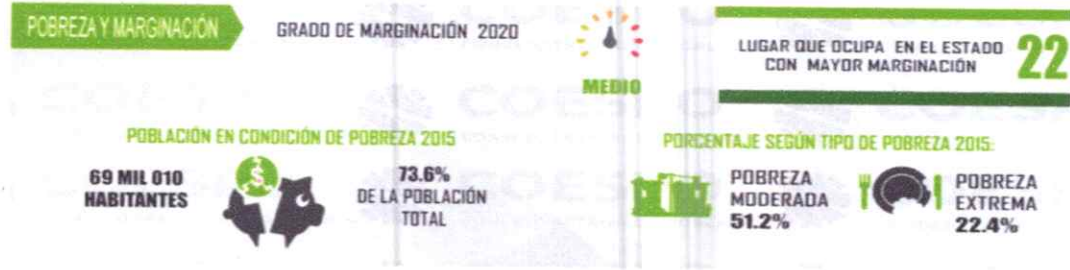 POBREZA Y MARGINACIÓN
GRADO DE MARGINACIÓN 2020
MEDIO
LUGAR QUE OCUPA EN EL ESTADO
CON MAYOR MARGINACIÓN
22
POBLACIÓN EN CONDICIÓN DE POBREZA 2015
69 MIL 010
HABITANTES
$
73.6%
DE LA POBLACIÓN
TOTAL
PORCENTAJE SEGÚN TIPO DE POBREZA 2015:
POBREZA
MODERADA
51.2%
POBREZA
EXTREMA
22.4%